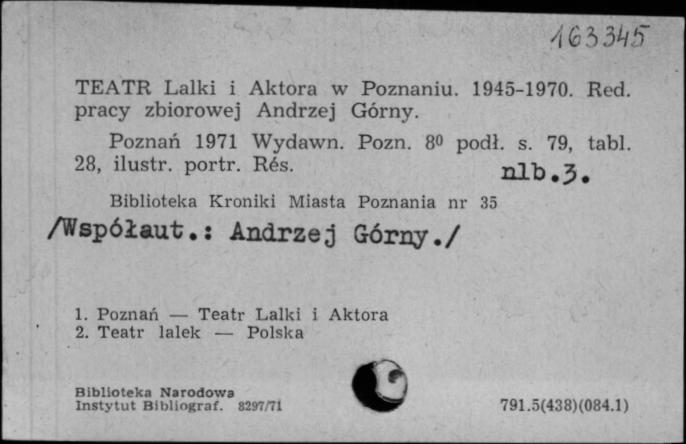 163345
TEATR Lalki i Aktora w Poznaniu. 1945-1970. Red.
pracy zbiorowej Andrzej Górny.
Poznań 1971 Wydawn. Pozn. 8⁰ podł. s. 79, tabl.
28, ilustr. portr. Rés. nlb.3.
Biblioteka Kroniki Miasta Poznania nr 35
/Współaut.: Andrzej Górny./
1. Poznań — Teatr Lalki i Aktora
2. Teatr lalek — Polska
Biblioteka Narodowa
Instytut Bibliograf. 8297/71 791.5(438)(084.1)